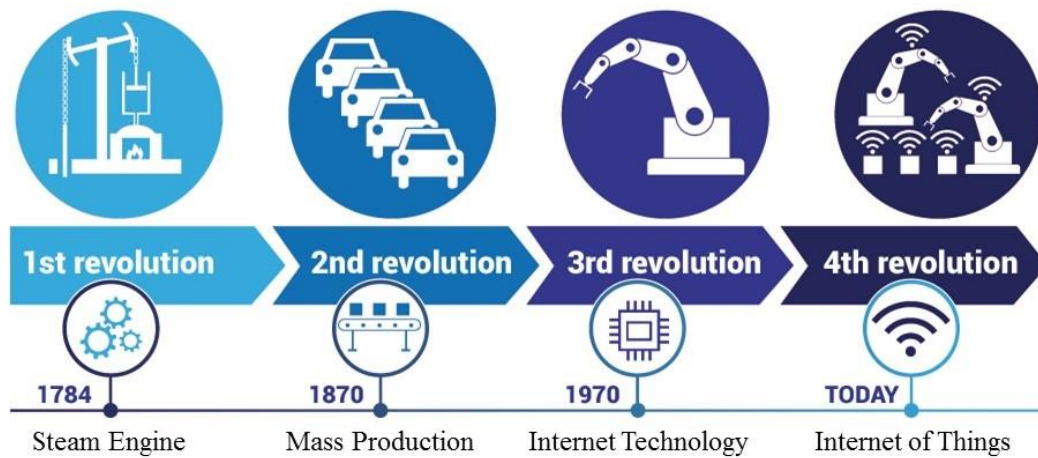 1st revolution
2nd revolution
3rd revolution
4th revolution
1784
1870
1970
TODAY
Steam Engine
Mass Production
Internet Technology
Internet of Things